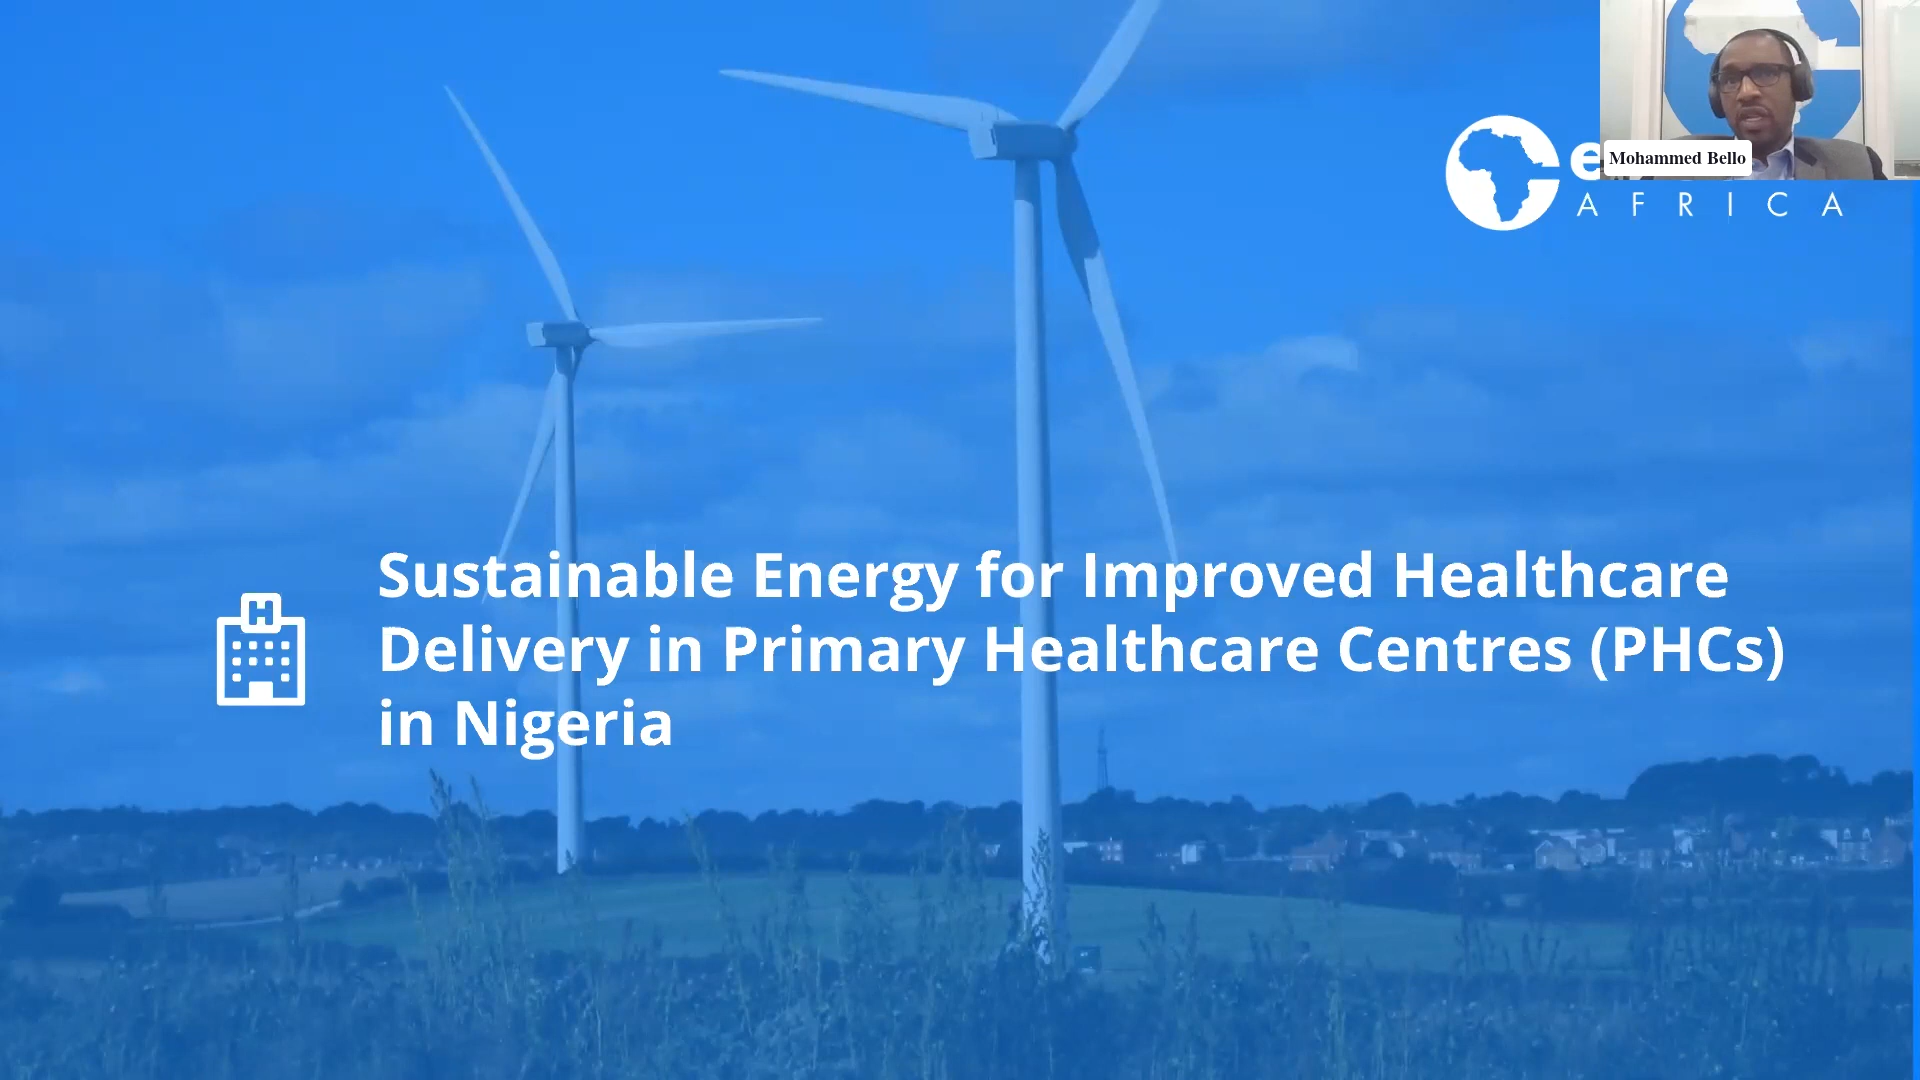 Mohammed Bello
A F R I C A
H
Sustainable Energy for Improved Healthcare
Delivery in Primary Healthcare Centres (PHCs)
in Nigeria